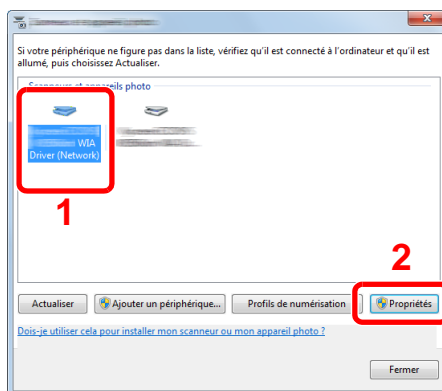 Si votre périphérique ne figure pas dans la liste, vérifiez qu'il est connecté à l'ordinateur et qu'il est
allumé, puis choisissez Actualiser.
Scanneurs et appareils photo
WIA
Driver (Network)
1
2
Actualiser
Ajouter un périphérique...
Profils de numérisation
Propriétés
Dois-je utiliser cela pour installer mon scanneur ou mon appareil photo ?
Fermer